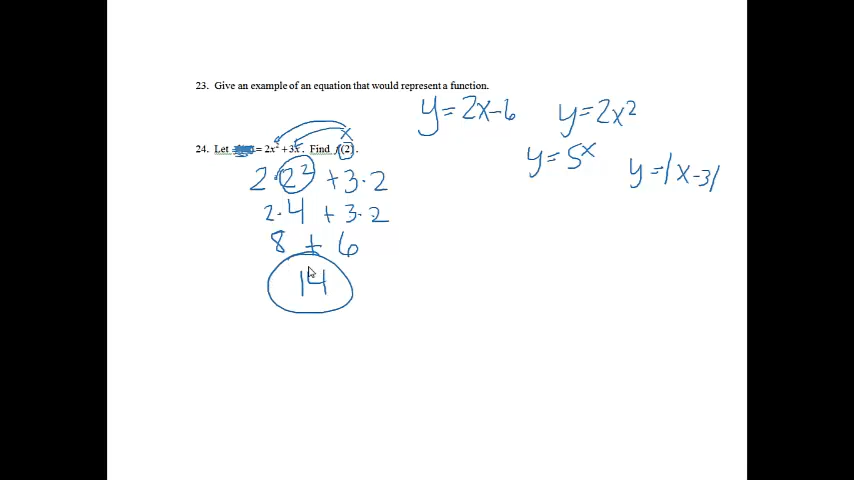 23. Give an example of an equation that would represent a function.
y = 2x-6 y = 2x²
24. Let = 2x² + 3x. Find f(2).
x
y = 5ˣ y = |x-3|
2·2² + 3·2
2·4 + 3·2
8 + 6
14